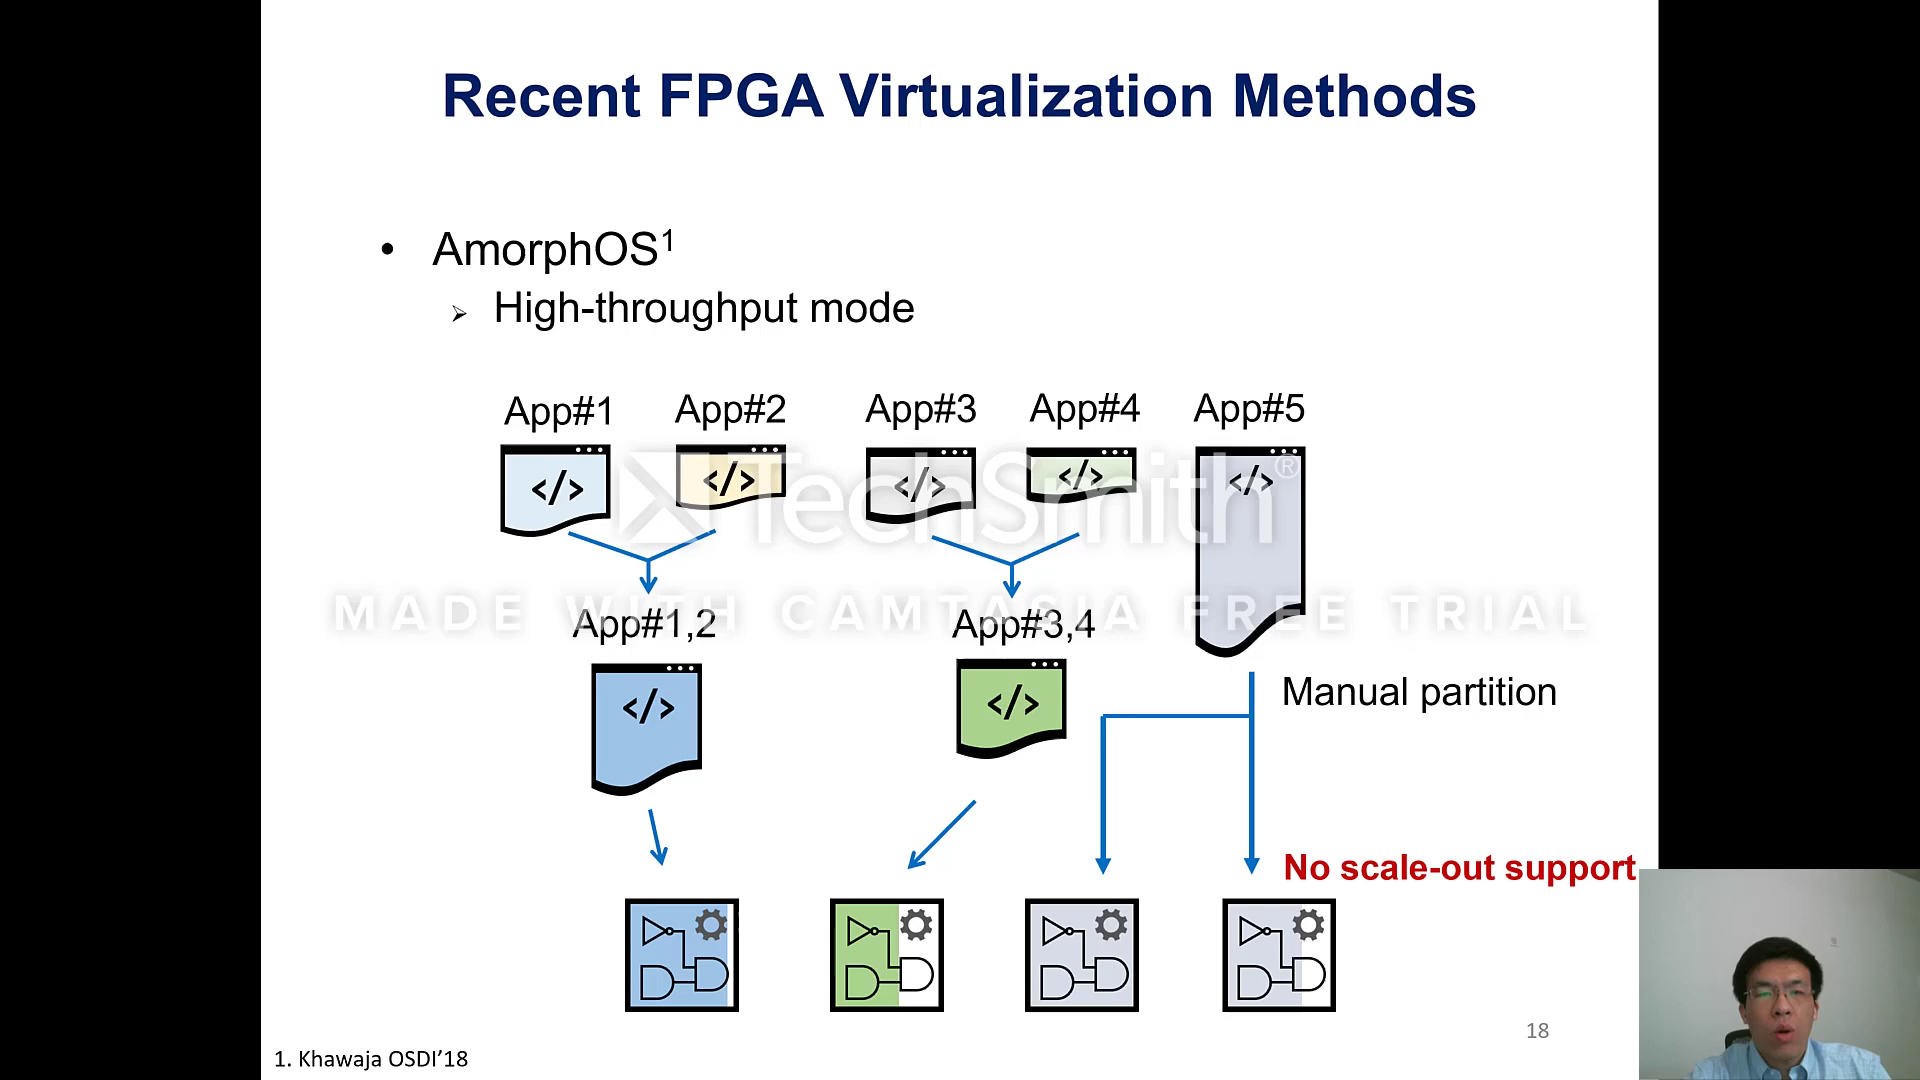 Recent FPGA Virtualization Methods
• AmorphOS¹
➢ High-throughput mode
App#1 App#2 App#3 App#4 App#5
</> </> </> </> </>
TechSmith®
MADE WITH CAMTASIA FREE TRIAL
App#1,2 App#3,4
</> </>
Manual partition
No scale-out support
18
1. Khawaja OSDI’18